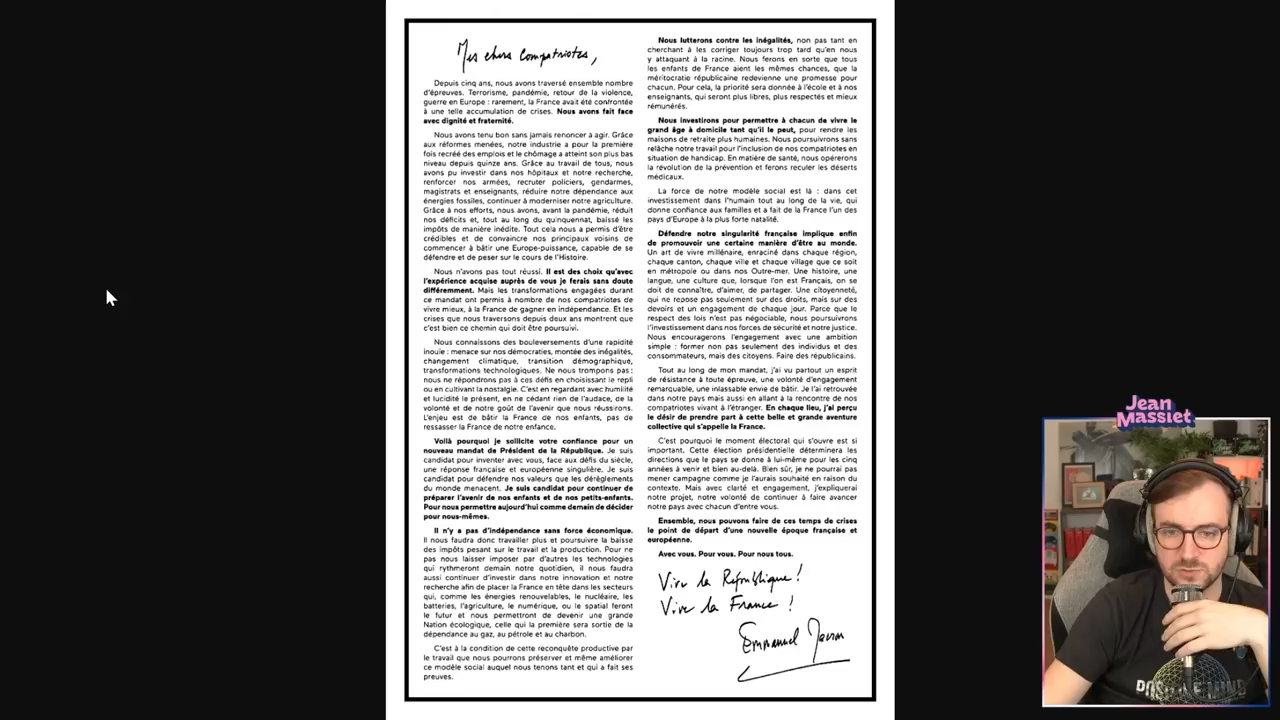 Mes chers compatriotes,
Depuis cinq ans, nous avons traversé ensemble nombre
d'épreuves. Terrorisme, pandémie, retour de la violence,
guerre en Europe : rarement, la France avait été confrontée
à une telle accumulation de crises. Nous avons fait face
avec dignité et fraternité.
Nous avons tenu bon sans jamais renoncer à agir. Grâce
aux réformes menées, notre industrie a pour la première
fois recréé des emplois et le chômage a atteint son plus bas
niveau depuis quinze ans. Grâce au travail de tous, nous
avons pu investir dans nos hôpitaux et notre recherche,
renforcer nos armées, recruter policiers, gendarmes,
magistrats et enseignants, réduire notre dépendance aux
énergies fossiles, continuer à moderniser notre agriculture.
Grâce à nos efforts, nous avons, avant la pandémie, réduit
nos déficits et, tout au long du quinquennat, baissé les
impôts de manière inédite. Tout cela nous a permis d'être
crédibles et de convaincre nos principaux voisins de
commencer à bâtir une Europe-puissance, capable de se
défendre et de peser sur le cours de l'Histoire.
Nous n'avons pas tout réussi. Il est des choix qu'avec
l'expérience acquise auprès de vous je ferais sans doute
différemment. Mais les transformations engagées durant
ce mandat ont permis à nombre de nos compatriotes de
vivre mieux, à la France de gagner en indépendance. Et les
crises que nous traversons depuis deux ans montrent que
c'est bien ce chemin qui doit être poursuivi.
Nous connaissons des bouleversements d'une rapidité
inouïe : menace sur nos démocraties, montée des inégalités,
changement climatique, transition démographique,
transformations technologiques. Ne nous trompons pas :
nous ne répondrons pas à ces défis en choisissant le repli
ou en cultivant la nostalgie. C'est en regardant avec humilité
et lucidité le présent, en ne cédant rien de l'audace, de la
volonté et de notre goût de l'avenir que nous réussirons.
L'enjeu est de bâtir la France de nos enfants, pas de
ressasser la France de notre enfance.
Voilà pourquoi je sollicite votre confiance pour un
nouveau mandat de Président de la République. Je suis
candidat pour inventer avec vous, face aux défis du siècle,
une réponse française et européenne singulière. Je suis
candidat pour défendre nos valeurs que les dérèglements
du monde menacent. Je suis candidat pour continuer de
préparer l'avenir de nos enfants et de nos petits-enfants.
Pour nous permettre aujourd'hui comme demain de décider
pour nous-mêmes.
Il n'y a pas d'indépendance sans force économique.
Il nous faudra donc travailler plus et poursuivre la baisse
des impôts pesant sur le travail et la production. Pour ne
pas nous laisser imposer par d'autres les technologies
qui rythmeront demain notre quotidien, il nous faudra
aussi continuer d'investir dans notre innovation et notre
recherche afin de placer la France en tête dans les secteurs
qui, comme les énergies renouvelables, le nucléaire, les
batteries, l'agriculture, le numérique, ou le spatial feront
le futur et nous permettront de devenir une grande
Nation écologique, celle qui la première sera sortie de la
dépendance au gaz, au pétrole et au charbon.
C'est à la condition de cette reconquête productive par
le travail que nous pourrons préserver et même améliorer
ce modèle social auquel nous tenons tant et qui a fait ses
preuves.
Nous lutterons contre les inégalités, non pas tant en
cherchant à les corriger toujours trop tard qu'en nous
y attaquant à la racine. Nous ferons en sorte que tous
les enfants de France aient les mêmes chances, que la
méritocratie républicaine redevienne une promesse pour
chacun. Pour cela, la priorité sera donnée à l'école et à nos
enseignants, qui seront plus libres, plus respectés et mieux
rémunérés.
Nous investirons pour permettre à chacun de vivre le
grand âge à domicile tant qu'il le peut, pour rendre les
maisons de retraite plus humaines. Nous poursuivrons sans
relâche notre travail pour l'inclusion de nos compatriotes en
situation de handicap. En matière de santé, nous opérerons
la révolution de la prévention et ferons reculer les déserts
médicaux.
La force de notre modèle social est là : dans cet
investissement dans l'humain tout au long de la vie, qui
donne confiance aux familles et a fait de la France l'un des
pays d'Europe à la plus forte natalité.
Défendre notre singularité française implique enfin
de promouvoir une certaine manière d'être au monde.
Un art de vivre millénaire, enraciné dans chaque région,
chaque canton, chaque ville et chaque village que ce soit
en métropole ou dans nos Outre-mer. Une histoire, une
langue, une culture que, lorsque l'on est Français, on se
doit de connaître, d'aimer, de partager. Une citoyenneté,
qui ne repose pas seulement sur des droits, mais sur des
devoirs et un engagement de chaque jour. Parce que le
respect des lois n'est pas négociable, nous poursuivrons
l'investissement dans nos forces de sécurité et notre justice.
Nous encouragerons l'engagement avec une ambition
simple : former non pas seulement des individus et des
consommateurs, mais des citoyens. Faire des républicains.
Tout au long de mon mandat, j'ai vu partout un esprit
de résistance à toute épreuve, une volonté d'engagement
remarquable, une inlassable envie de bâtir. Je l'ai retrouvée
dans notre pays mais aussi en allant à la rencontre de nos
compatriotes vivant à l'étranger. En chaque lieu, j'ai perçu
le désir de prendre part à cette belle et grande aventure
collective qui s'appelle la France.
C'est pourquoi le moment électoral qui s'ouvre est si
important. Cette élection présidentielle déterminera les
directions que le pays se donne à lui-même pour les cinq
années à venir et bien au-delà. Bien sûr, je ne pourrai pas
mener campagne comme je l'aurais souhaité en raison du
contexte. Mais avec clarté et engagement, j'expliquerai
notre projet, notre volonté de continuer à faire avancer
notre pays avec chacun d'entre vous.
Ensemble, nous pouvons faire de ces temps de crises
le point de départ d'une nouvelle époque française et
européenne.
Avec vous. Pour vous. Pour nous tous.
Vive la République !
Vive la France !
Emmanuel Macron
Jean
Massiet